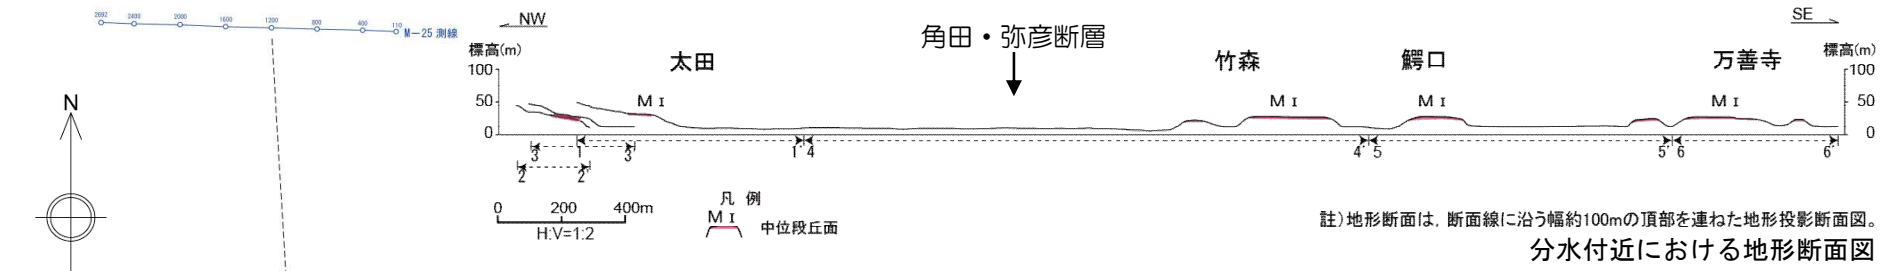 2692 2400 2000 1600 1200 800 400 110
M-25 測線
N
NW
SE
標高(m)
100
50
0
太田
角田・弥彦断層
竹森
鰐口
万善寺
標高(m)
100
50
0
M I
M I
M I
M I
3 1 3' 1' 4 4' 5 5' 6 6'
2 2'
0 200 400m
H:V=1:2
凡 例
M I
中位段丘面
註)地形断面は, 断面線に沿う幅約100mの頂部を連ねた地形投影断面図。
分水付近における地形断面図